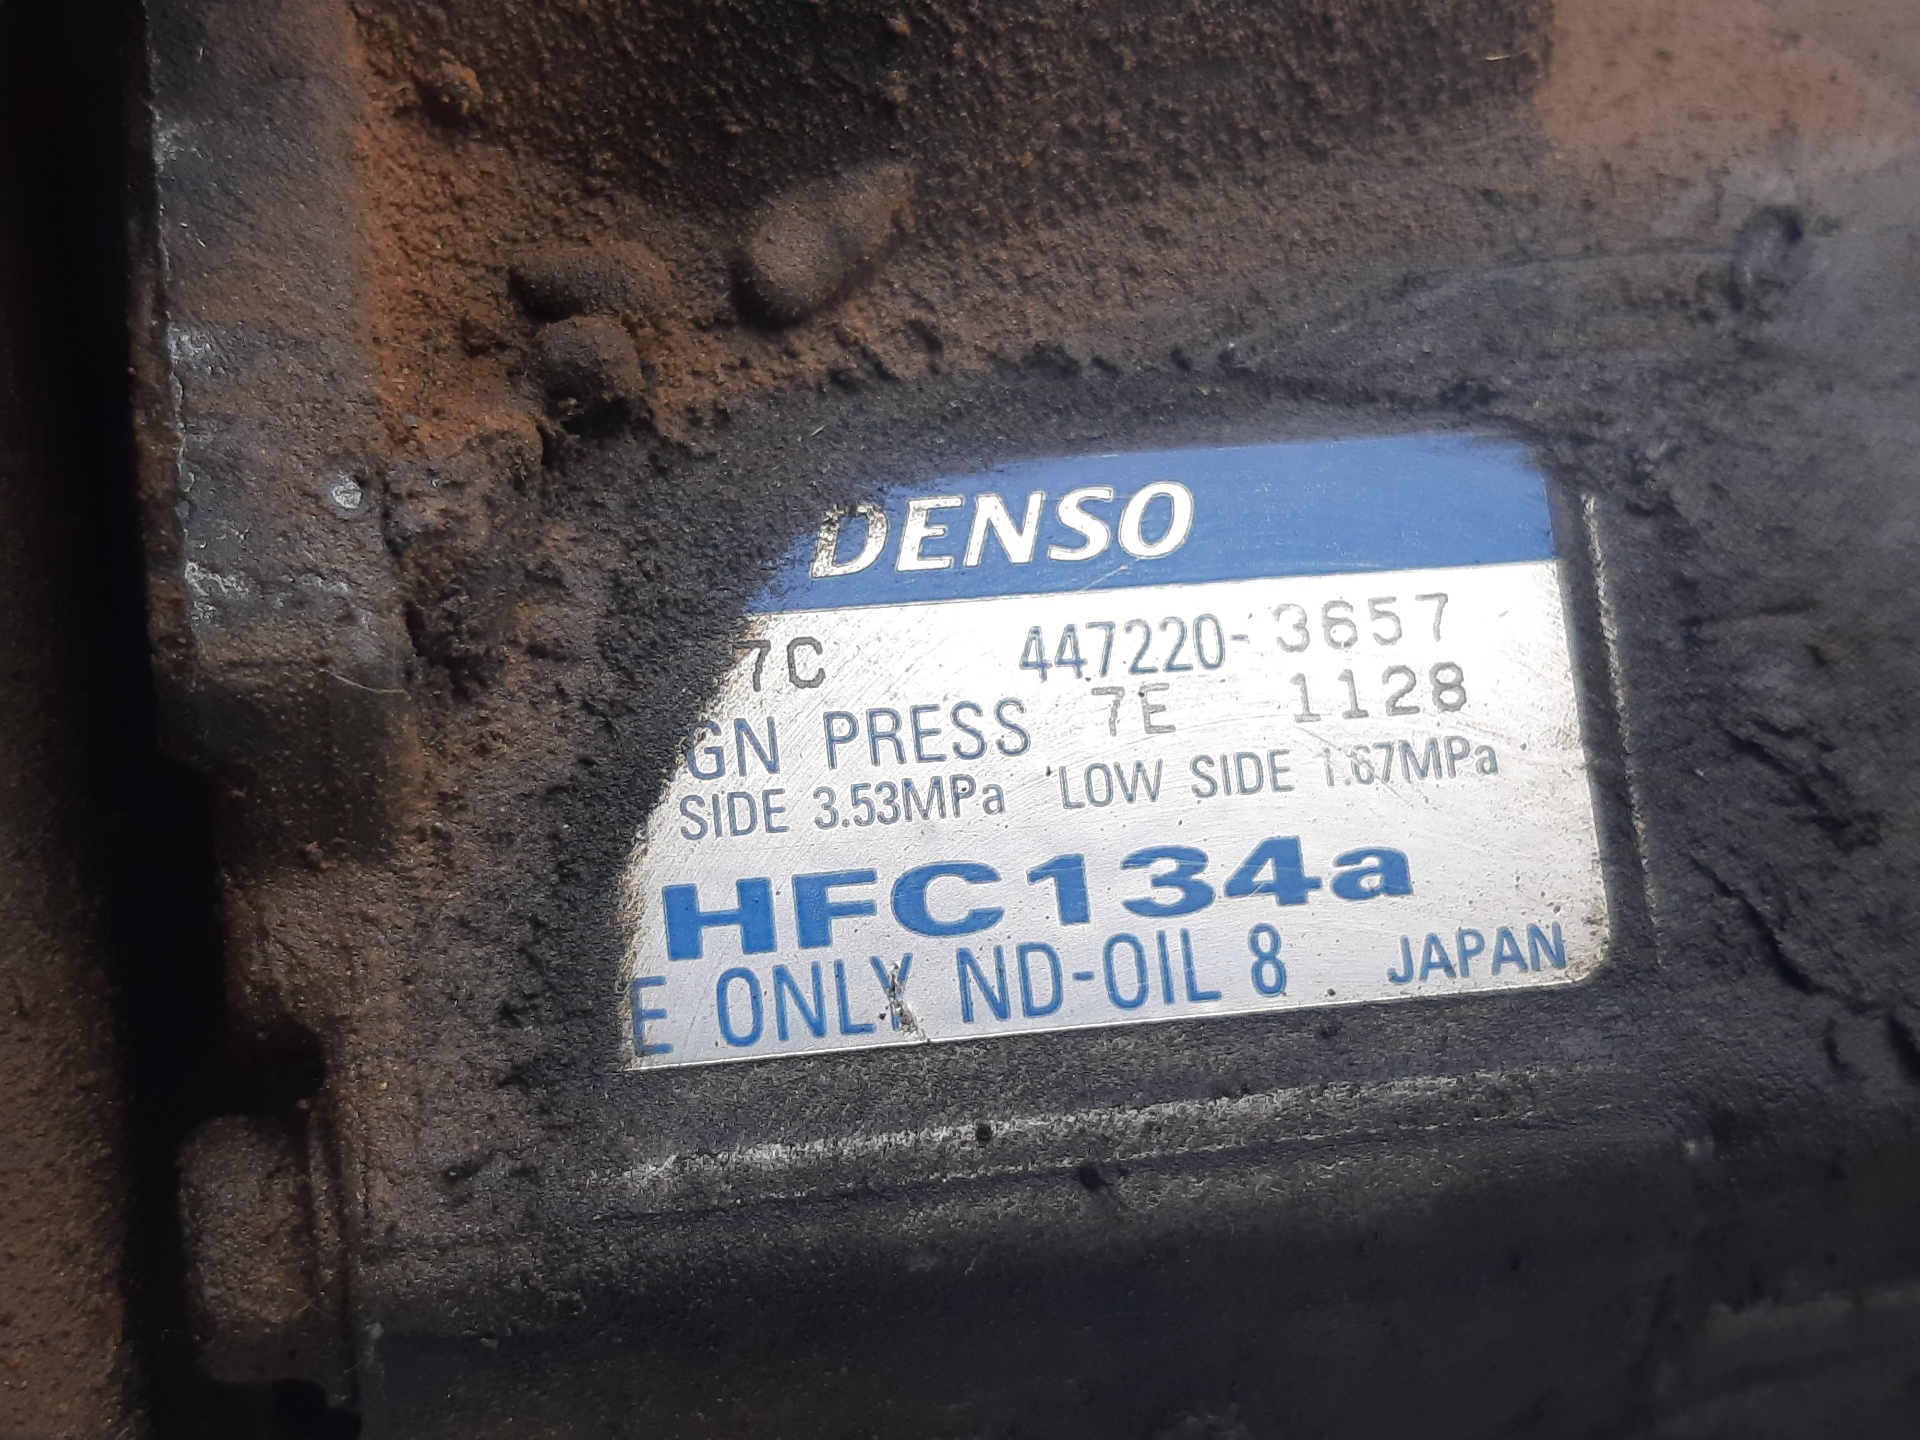 DENSO
7C 447220-3657
GN PRESS 7E 1128
SIDE 3.53MPa LOW SIDE 1.67MPa
HFC134a
E ONLY ND-OIL 8 JAPAN